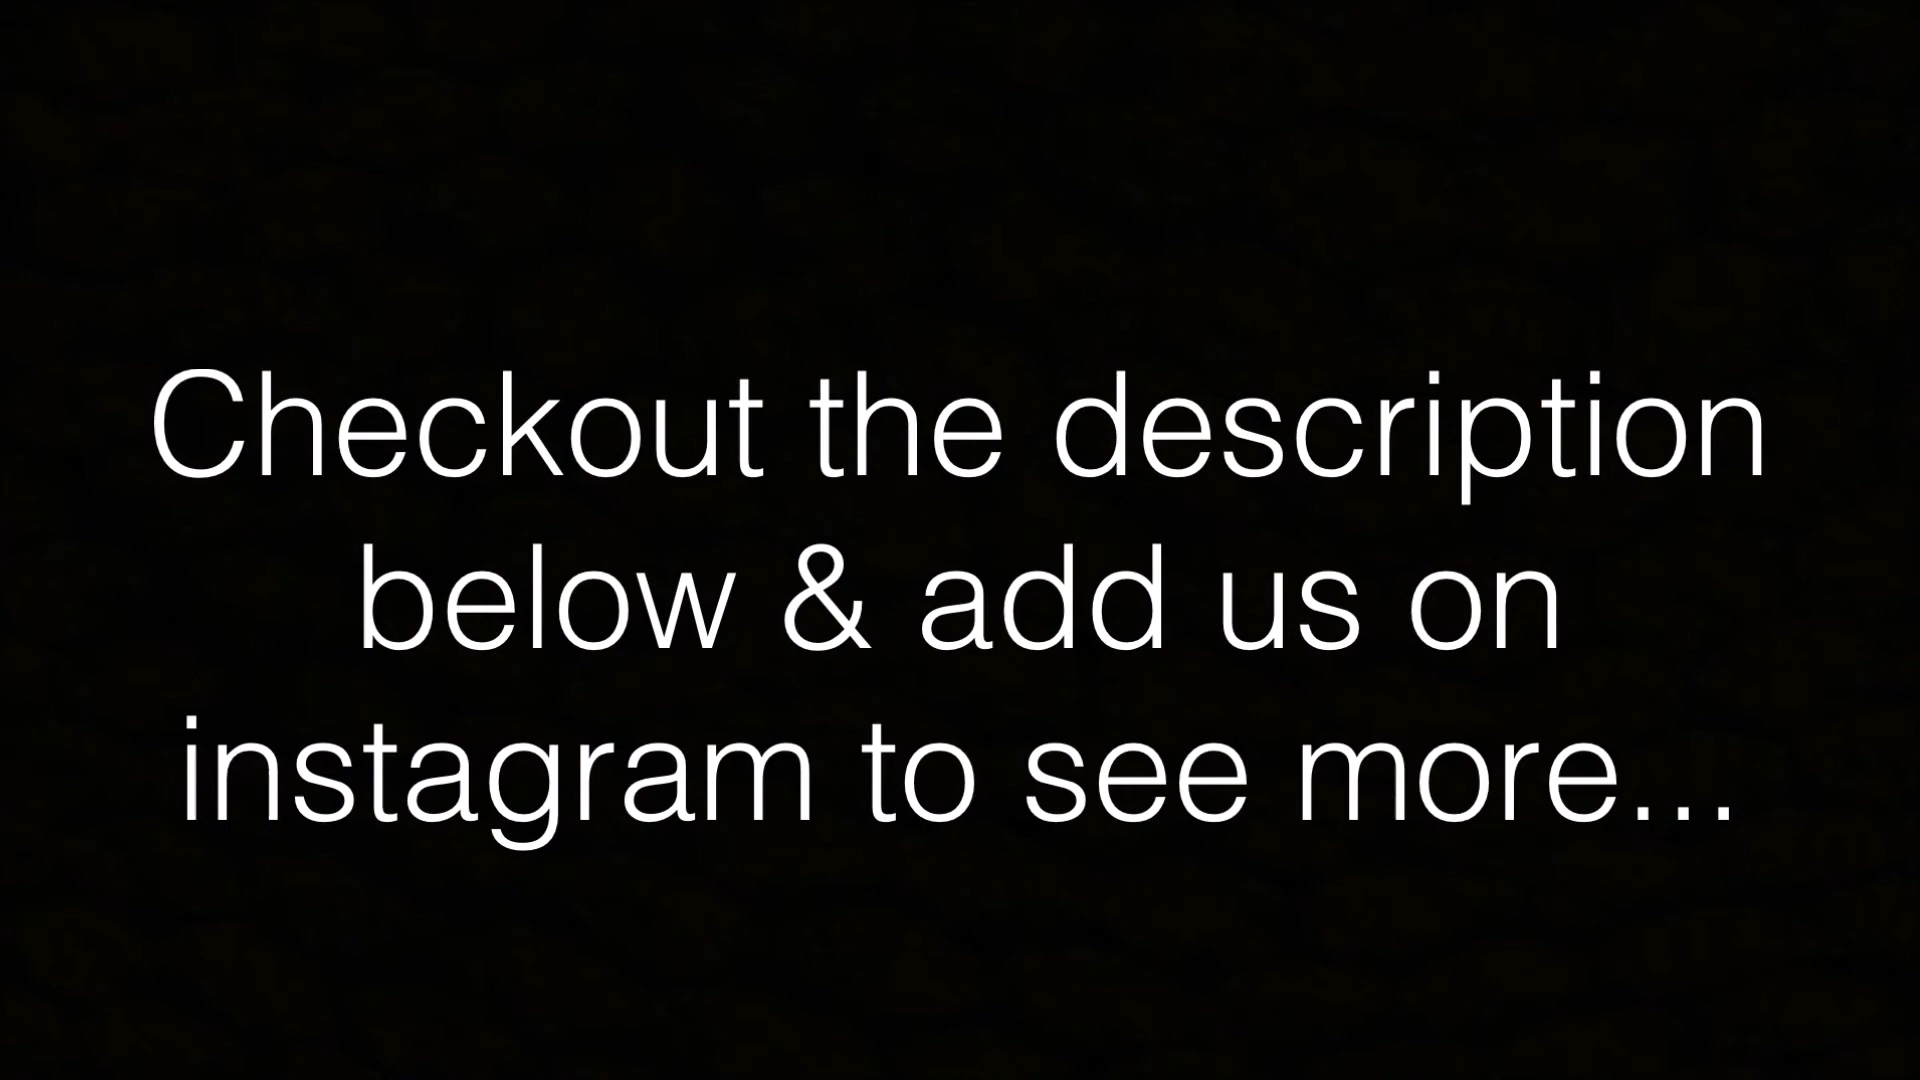 Checkout the description
below & add us on
instagram to see more...